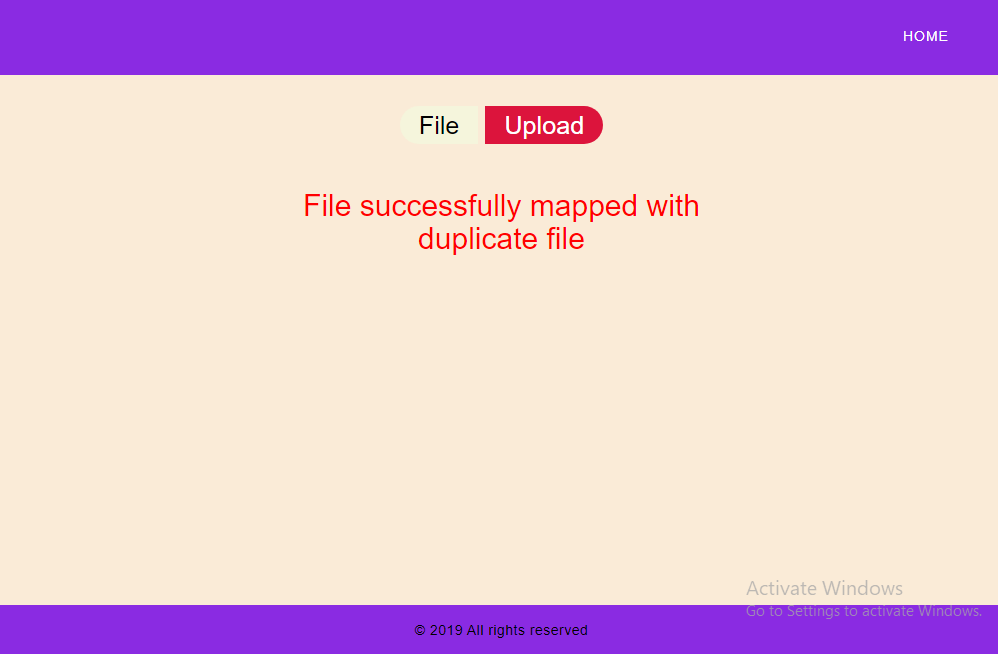 HOME
File
Upload
File successfully mapped with
duplicate file
Activate Windows
Go to Settings to activate Windows.
© 2019 All rights reserved